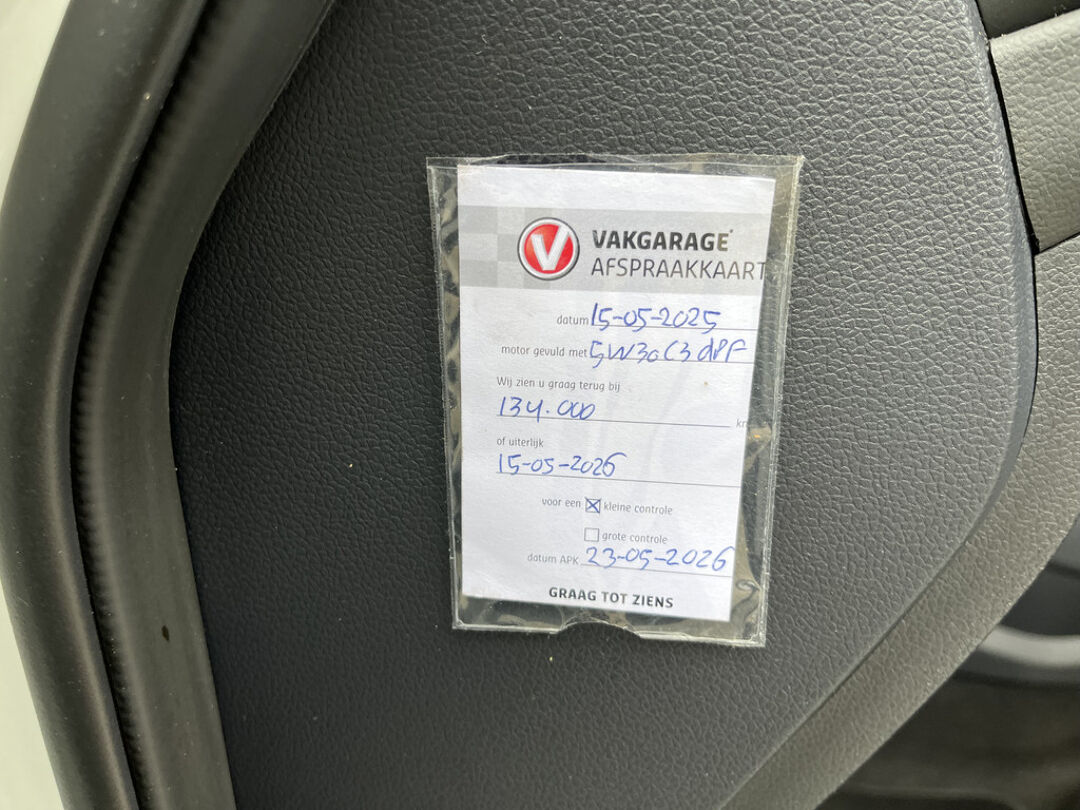 V VAKGARAGE
AFSPRAAKKAART
datum 15-05-2025
motor gevuld met 5W30 C3 dPF
Wij zien u graag terug bij
134.000 km
of uiterlijk
15-05-2026
voor een kleine controle
grote controle
datum APK 23-05-2026
GRAAG TOT ZIENS